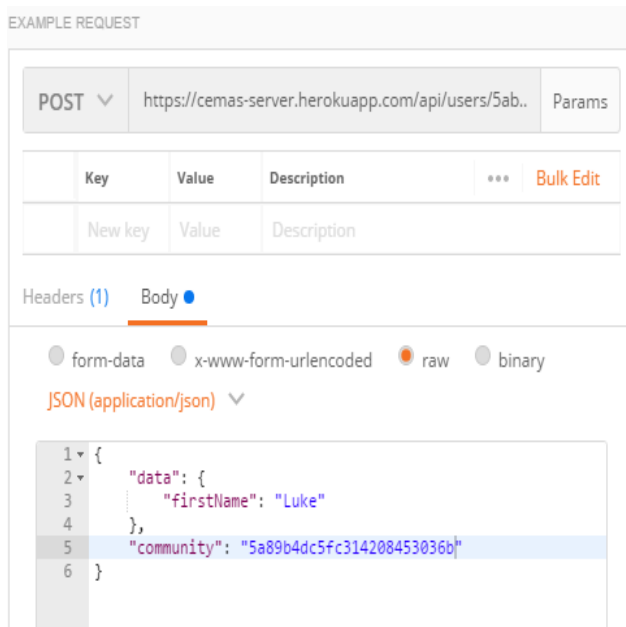 EXAMPLE REQUEST
POST https://cemas-server.herokuapp.com/api/users/5ab.. Params
Key Value Description ••• Bulk Edit
New key Value Description
Headers (1) Body
form-data x-www-form-urlencoded raw binary
JSON (application/json)
1 {
2 "data": {
3 "firstName": "Luke"
4 },
5 "community": "5a89b4dc5fc314208453036b"
6 }